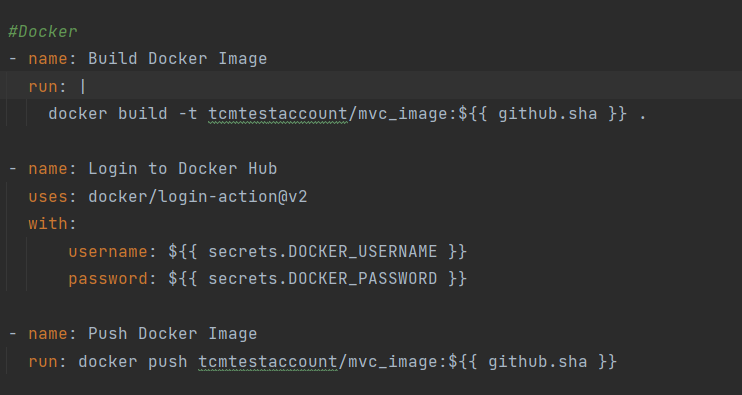 #Docker
- name: Build Docker Image
  run: |
    docker build -t tcmtestaccount/mvc_image:${{ github.sha }} .
- name: Login to Docker Hub
  uses: docker/login-action@v2
  with:
      username: ${{ secrets.DOCKER_USERNAME }}
      password: ${{ secrets.DOCKER_PASSWORD }}
- name: Push Docker Image
  run: docker push tcmtestaccount/mvc_image:${{ github.sha }}